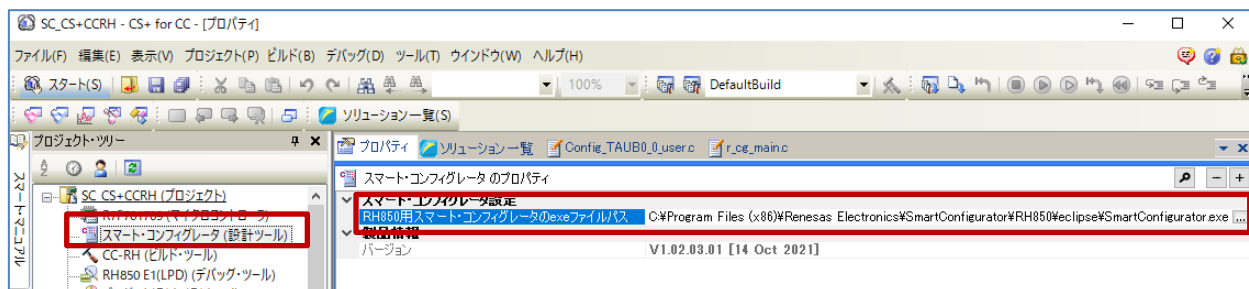 SC_CS+CCRH - CS+ for CC - [プロパティ]
ファイル(F) 編集(E) 表示(V) プロジェクト(P) ビルド(B) デバッグ(D) ツール(T) ウインドウ(W) ヘルプ(H)
スタート(S) 100% DefaultBuild
ソリューション一覧(S)
プロジェクト・ツリー
プロパティ ソリューション一覧 Config_TAUB0_0_user.c r_cg_main.c
スマート・マニュアル
スマート・コンフィグレータ のプロパティ
SC_CS+CCRH (プロジェクト)
スマート・コンフィグレータ設定
(マイクロコントローラ)
RH850用スマート・コンフィグレータのexeファイルパス C:¥Program Files (x86)¥Renesas Electronics¥SmartConfigurator¥RH850¥eclipse¥SmartConfigurator.exe ...
スマート・コンフィグレータ (設計ツール)
製品情報
CC-RH (ビルド・ツール)
バージョン V1.02.03.01 [14 Oct 2021]
RH850 E1(LPD) (デバッグ・ツール)